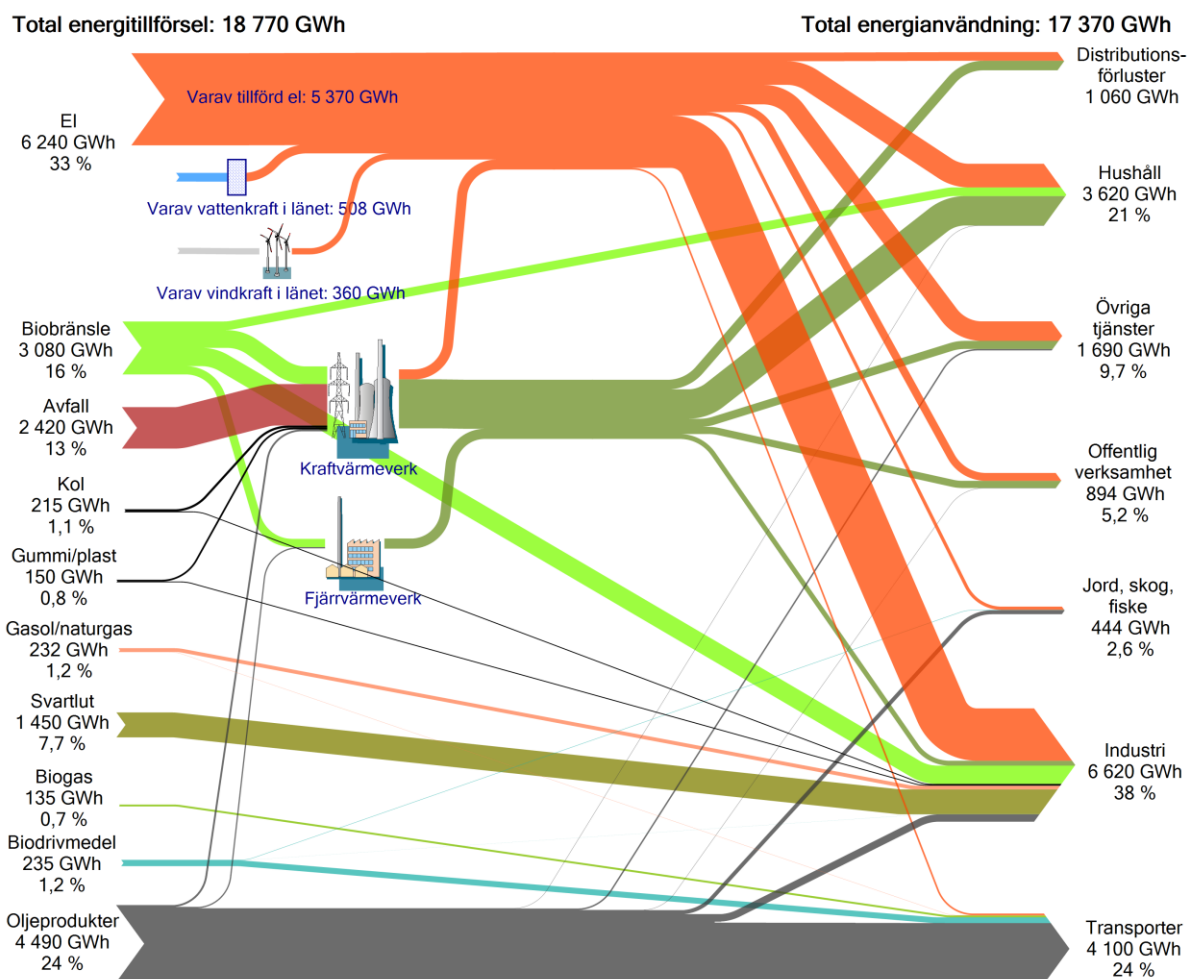 Total energitillförsel: 18 770 GWh
Total energianvändning: 17 370 GWh
El
6 240 GWh
33 %
Varav tillförd el: 5 370 GWh
Varav vattenkraft i länet: 508 GWh
Varav vindkraft i länet: 360 GWh
Biobränsle
3 080 GWh
16 %
Avfall
2 420 GWh
13 %
Kol
215 GWh
1,1 %
Gummi/plast
150 GWh
0,8 %
Gasol/naturgas
232 GWh
1,2 %
Svartlut
1 450 GWh
7,7 %
Biogas
135 GWh
0,7 %
Biodrivmedel
235 GWh
1,2 %
Oljeprodukter
4 490 GWh
24 %
Kraftvärmeverk
Fjärrvärmeverk
Distributions-
förluster
1 060 GWh
Hushåll
3 620 GWh
21 %
Övriga
tjänster
1 690 GWh
9,7 %
Offentlig
verksamhet
894 GWh
5,2 %
Jord, skog,
fiske
444 GWh
2,6 %
Industri
6 620 GWh
38 %
Transporter
4 100 GWh
24 %